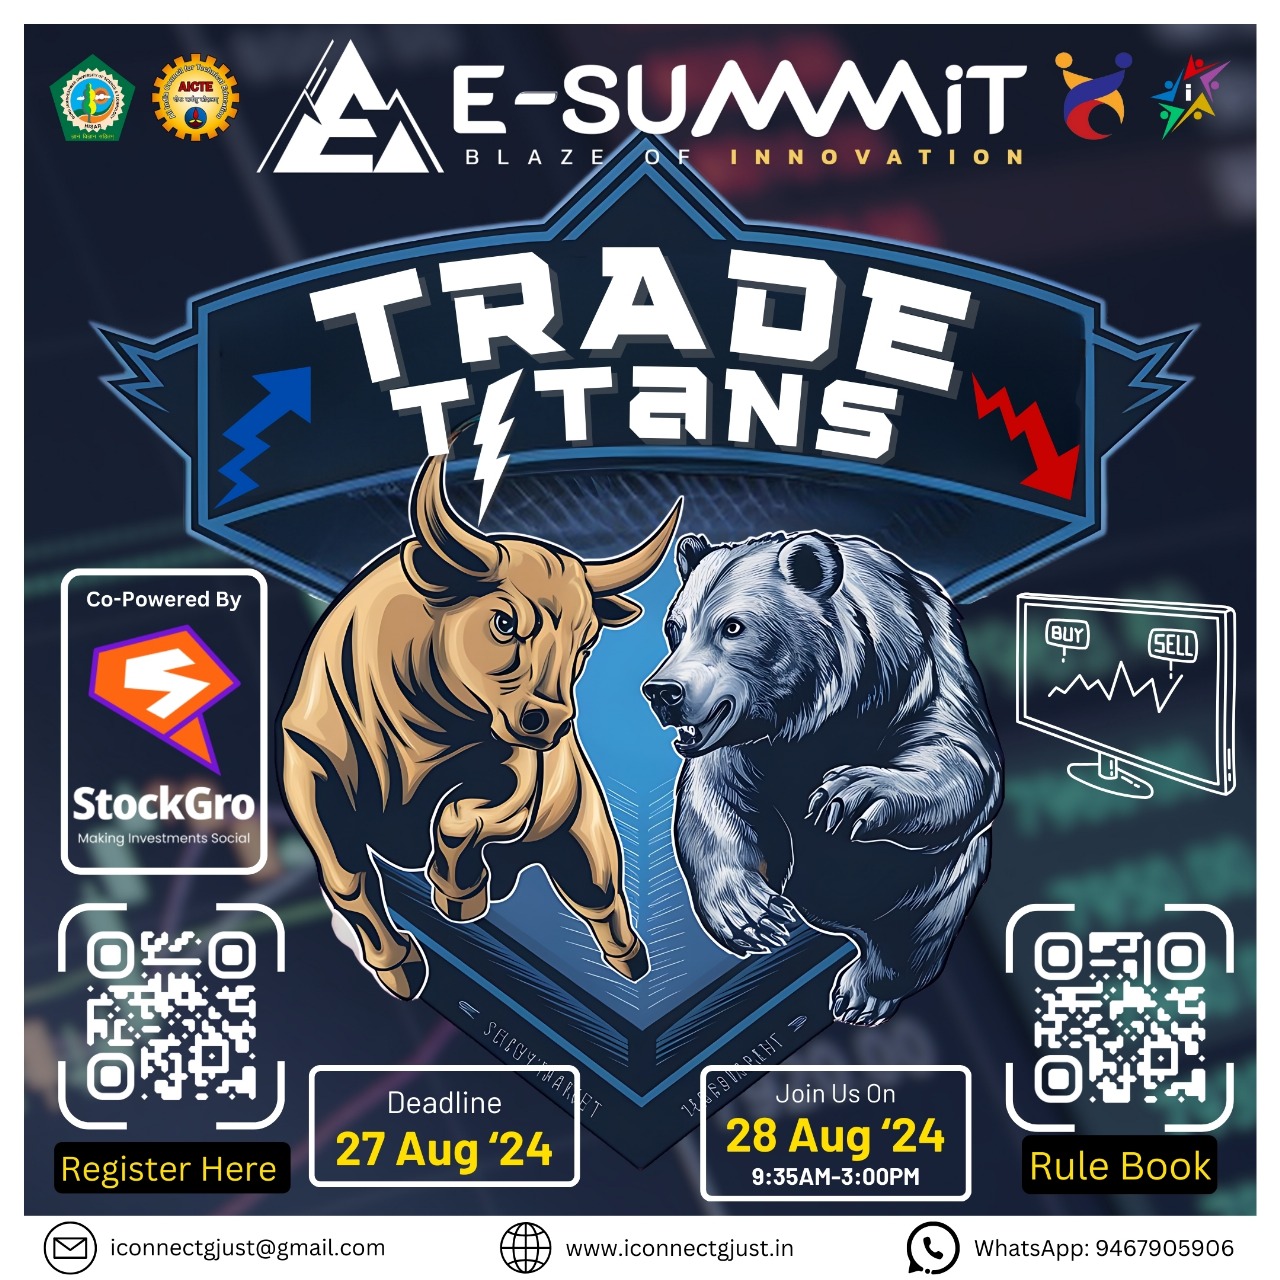 AICTE
HISAR
E-SUMMiT
BLAZE OF INNOVATION
TRADE
TiTaNS
Co-Powered By
StockGro
Making Investments Social
BUY
SELL
Deadline
27 Aug ‘24
Join Us On
28 Aug ‘24
9:35AM-3:00PM
Register Here
Rule Book
iconnectgjust@gmail.com
www.iconnectgjust.in
WhatsApp: 9467905906